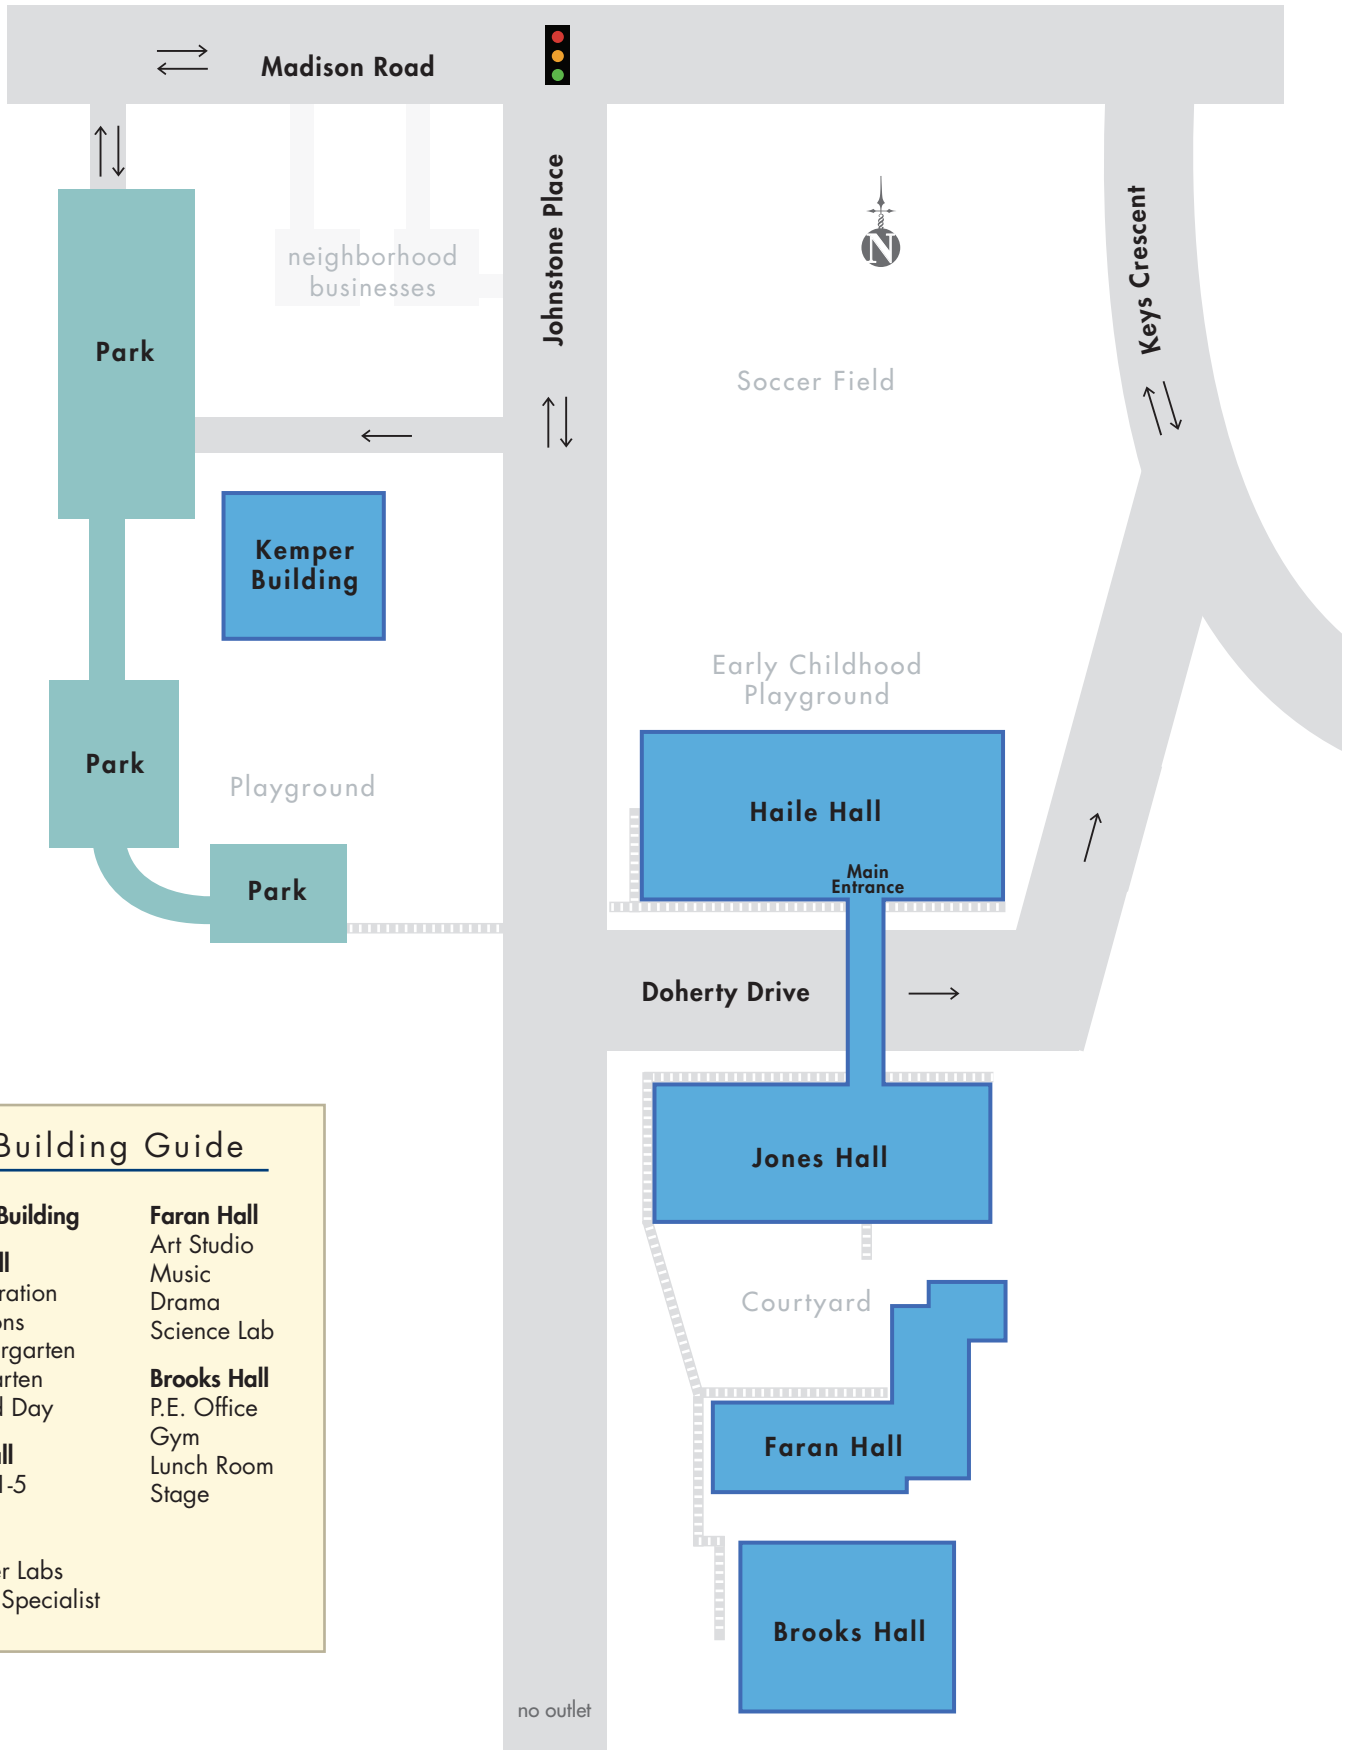 Madison Road
Johnstone Place
Keys Crescent
N
neighborhood
businesses
Park
Soccer Field
Kemper
Building
Early Childhood
Playground
Park
Playground
Haile Hall
Main
Entrance
Park
Doherty Drive
Jones Hall
Courtyard
Faran Hall
Brooks Hall
no outlet
Building Guide
Building
ration
ons
rgarten
arten
d Day
1-5
er Labs
Specialist
Faran Hall
Art Studio
Music
Drama
Science Lab
Brooks Hall
P.E. Office
Gym
Lunch Room
Stage